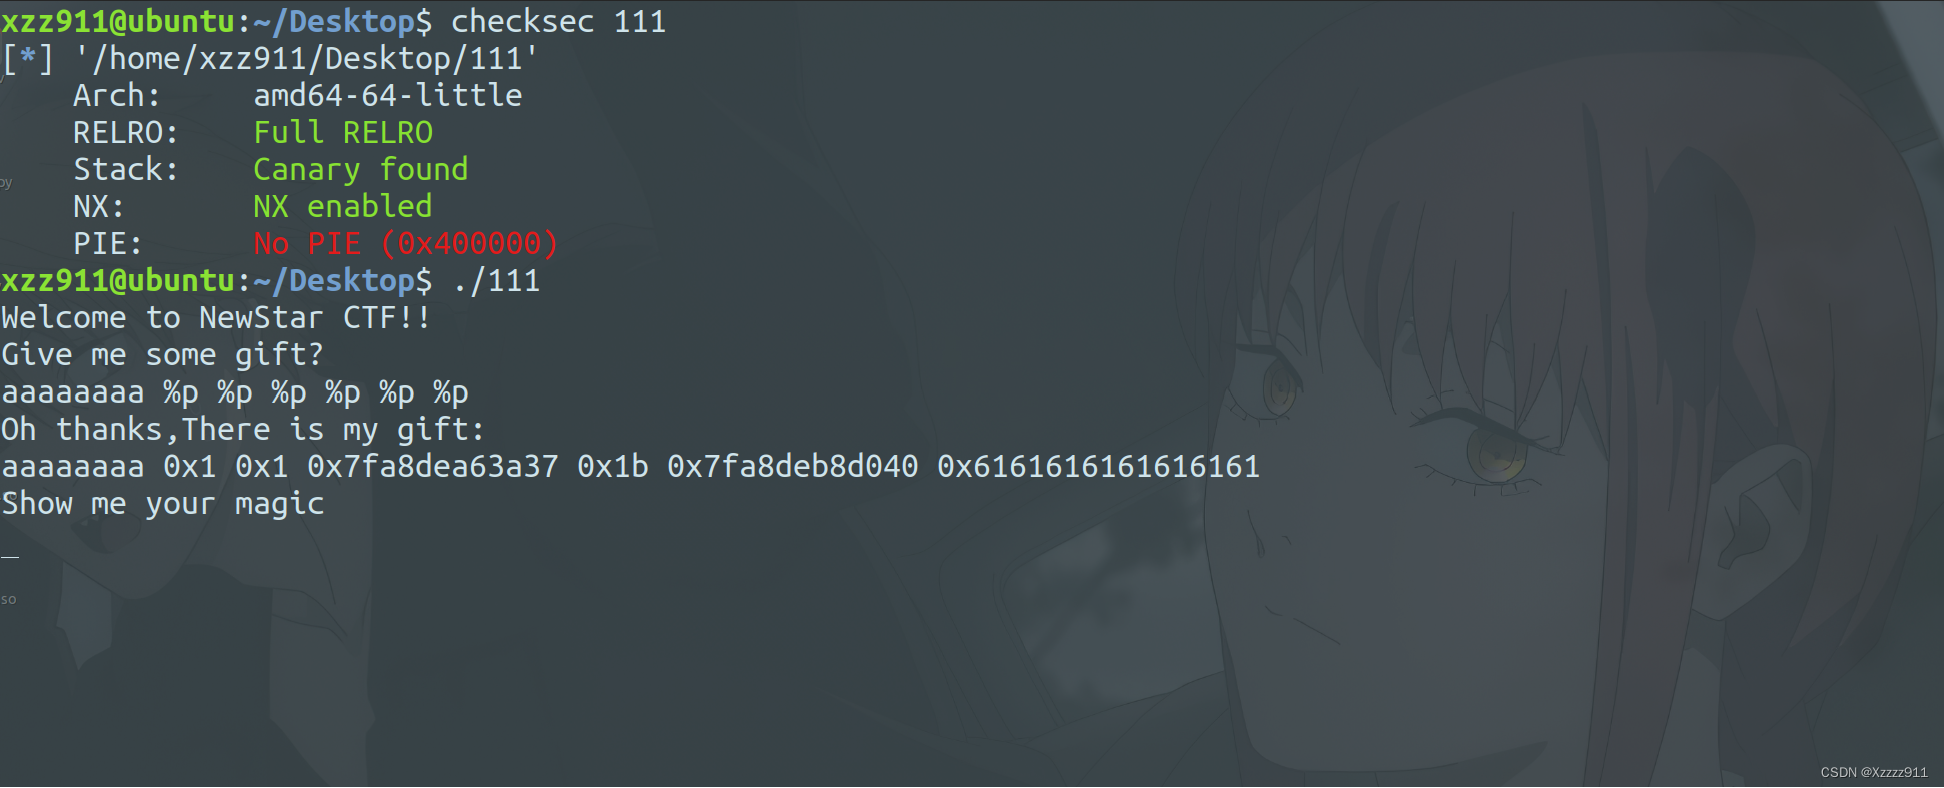 xzz911@ubuntu:~/Desktop$ checksec 111
[*] '/home/xzz911/Desktop/111'
    Arch:     amd64-64-little
    RELRO:    Full RELRO
    Stack:    Canary found
    NX:       NX enabled
    PIE:      No PIE (0x400000)
xzz911@ubuntu:~/Desktop$ ./111
Welcome to NewStar CTF!!
Give me some gift?
aaaaaaaa %p %p %p %p %p %p
Oh thanks,There is my gift:
aaaaaaaa 0x1 0x1 0x7fa8dea63a37 0x1b 0x7fa8deb8d040 0x6161616161616161
Show me your magic
so
CSDN @Xzzzz911